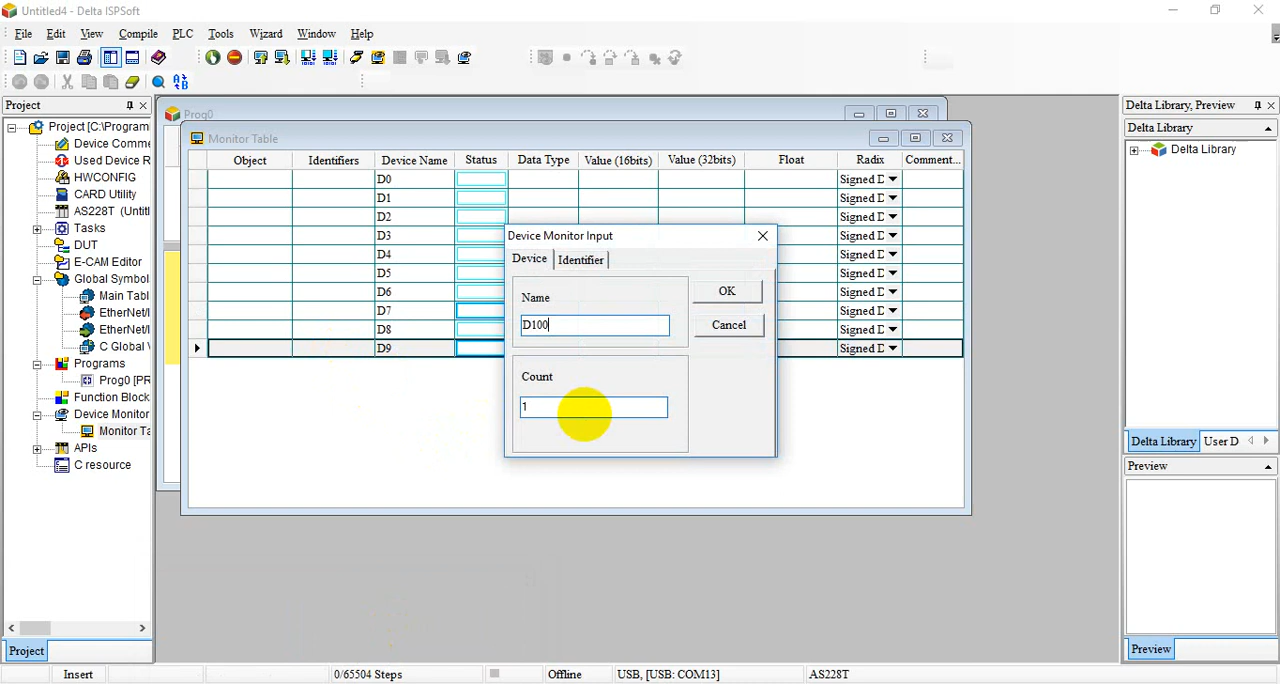 Untitled4 - Delta ISPSoft
File Edit View Compile PLC Tools Wizard Window Help
Project
Project [C:\Program
Device Comme
Used Device R
HWCONFIG
CARD Utility
AS228T (Untitl
Tasks
DUT
E-CAM Editor
Global Symbol
Main Tabl
EtherNet/I
EtherNet/I
C Global V
Programs
Prog0 [PR
Function Block
Device Monitor
Monitor Ta
APIs
C resource
Project
Prog0
Monitor Table
Object Identifiers Device Name Status Data Type Value (16bits) Value (32bits) Float Radix Comment...
D0 Signed D
D1 Signed D
D2 Signed D
D3 Signed D
D4 Signed D
D5 Signed D
D6 Signed D
D7 Signed D
D8 Signed D
D9 Signed D
Device Monitor Input
Device Identifier
Name
D100
OK
Cancel
Count
1
Delta Library, Preview
Delta Library
Delta Library
Delta Library User D
Preview
Preview
Insert 0/65504 Steps Offline USB, [USB: COM13] AS228T